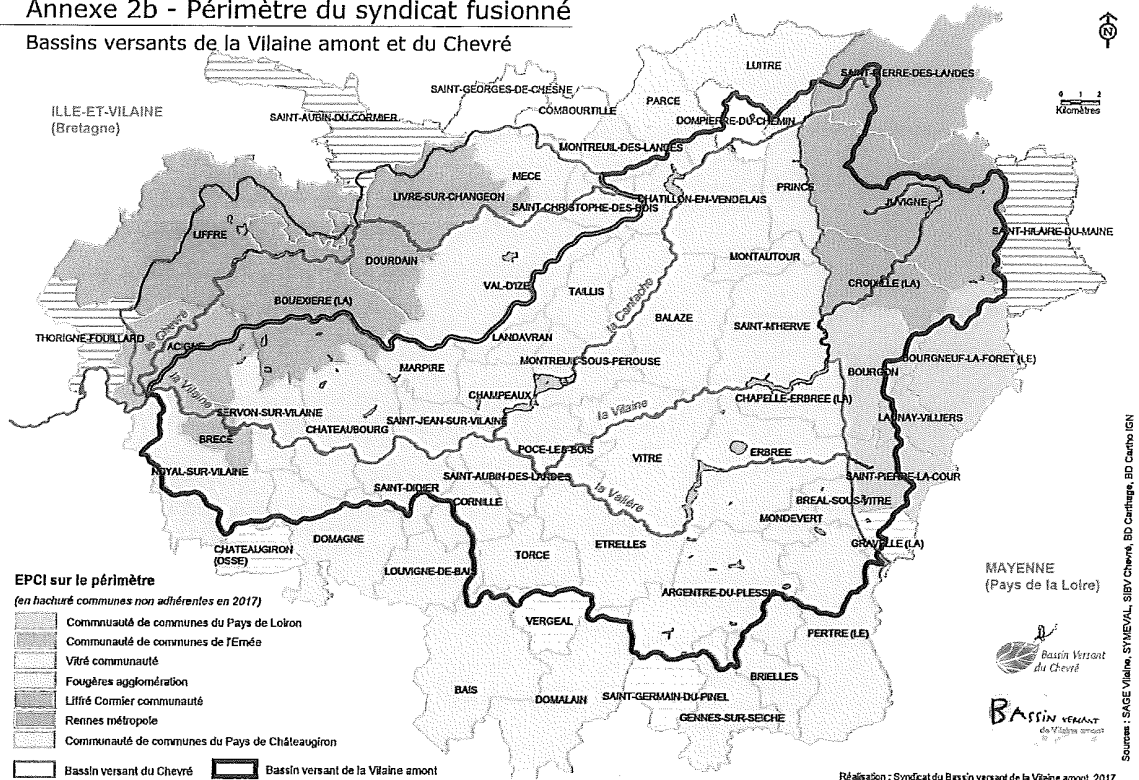 Annexe 2b - Périmètre du syndicat fusionné
Bassins versants de la Vilaine amont et du Chevré
N
0 1 2
Kilomètres
ILLE-ET-VILAINE
(Bretagne)
LUITRE
SAINT-PIERRE-DES-LANDES
SAINT-GEORGES-DE-CHESNE
PARCE
COMBOURTILLE
SAINT-AUBIN-DU-CORMIER
DOMPIERRE-DU-CHEMIN
MONTREUIL-DES-LANDES
MECE
PRINCE
LIVRE-SUR-CHANGEON
CHATILLON-EN-VENDELAIS
SAINT-CHRISTOPHE-DES-BOIS
JUVIGNE
LIFFRE
SAINT-HILAIRE-DU-MAINE
DOURDAIN
MONTAUTOUR
VAL-D'IZE
TAILLIS
CROIXILLE (LA)
BOUEXIERE (LA)
la Cantache
BALAZE
SAINT-M'HERVE
THORIGNE-FOUILLARD
le Chevré
ACIGNE
LANDAVRAN
MARPIRE
MONTREUIL-SOUS-PEROUSE
BOURGNEUF-LA-FORET (LE)
BOURGON
la Vilaine
CHAMPEAUX
CHAPELLE-ERBREE (LA)
la Vilaine
SERVON-SUR-VILAINE
LAUNAY-VILLIERS
CHATEAUBOURG
SAINT-JEAN-SUR-VILAINE
BRECE
POCE-LES-BOIS
VITRE
ERBREE
NOYAL-SUR-VILAINE
SAINT-AUBIN-DES-LANDES
SAINT-PIERRE-LA-COUR
SAINT-DIDIER
la Valière
CORNILLE
BREAL-SOUS-VITRE
MONDEVERT
DOMAGNE
ETRELLES
GRAVELLE (LA)
CHATEAUGIRON
(OSSE)
TORCE
LOUVIGNE-DE-BAIS
MAYENNE
(Pays de la Loire)
ARGENTRE-DU-PLESSIS
VERGEAL
PERTRE (LE)
BRIELLES
BAIS
DOMALAIN
SAINT-GERMAIN-DU-PINEL
GENNES-SUR-SEICHE
EPCI sur le périmètre
(en hachuré communes non adhérentes en 2017)
Commnuauté de communes du Pays de Loiron
Communauté de communes de l'Ernée
Vitré communauté
Fougères agglomération
Liffré Cormier communauté
Rennes métropole
Communauté de communes du Pays de Châteaugiron
Bassin versant du Chevré
Bassin versant de la Vilaine amont
Bassin Versant
du Chevré
BAssin versant
de Vilaine amont
Sources : SAGE Vilaine, SYMEVAL, SIBV Chevré, BD Carthage, BD Cartho IGN
Réalisation : Syndicat du Bassin versant de la Vilaine amont, 2017